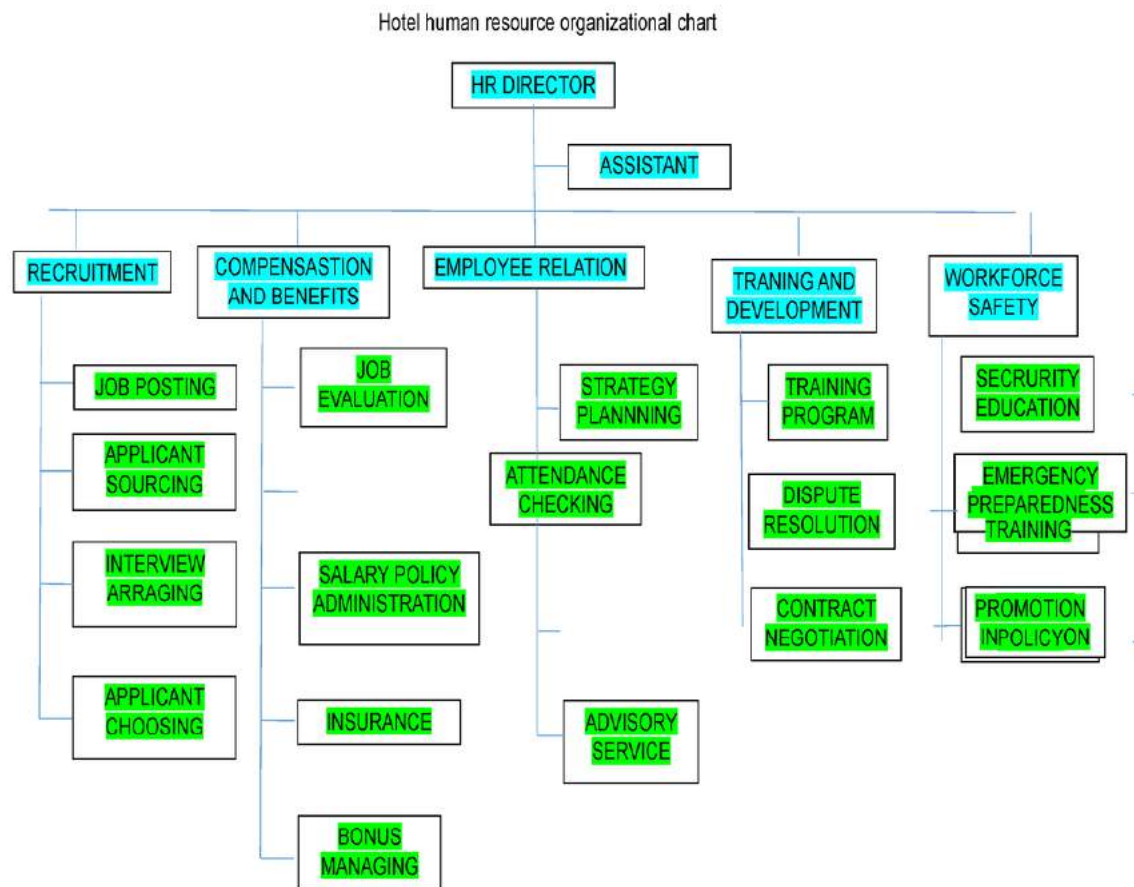 Hotel human resource organizational chart
HR DIRECTOR
ASSISTANT
RECRUITMENT
COMPENSASTION
AND BENEFITS
EMPLOYEE RELATION
TRANING AND
DEVELOPMENT
WORKFORCE
SAFETY
JOB POSTING
APPLICANT
SOURCING
INTERVIEW
ARRAGING
APPLICANT
CHOOSING
JOB
EVALUATION
SALARY POLICY
ADMINISTRATION
INSURANCE
BONUS
MANAGING
STRATEGY
PLANNNING
ATTENDANCE
CHECKING
ADVISORY
SERVICE
TRAINING
PROGRAM
DISPUTE
RESOLUTION
CONTRACT
NEGOTIATION
SECRURITY
EDUCATION
EMERGENCY
PREPAREDNESS
TRAINING
PROMOTION
INPOLICYON